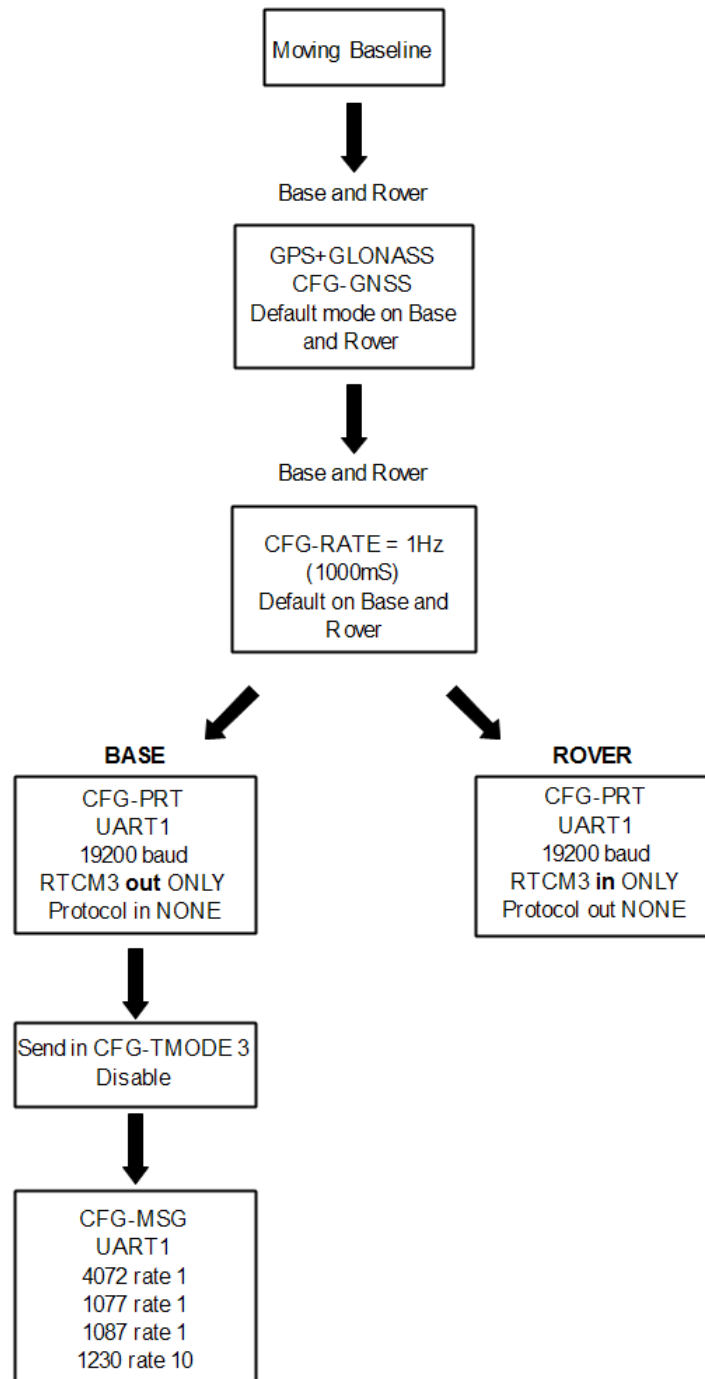 Moving Baseline
Base and Rover
GPS+GLONASS
CFG-GNSS
Default mode on Base
and Rover
Base and Rover
CFG-RATE = 1Hz
(1000mS)
Default on Base and
Rover
BASE
CFG-PRT
UART1
19200 baud
RTCM3 out ONLY
Protocol in NONE
ROVER
CFG-PRT
UART1
19200 baud
RTCM3 in ONLY
Protocol out NONE
Send in CFG-TMODE 3
Disable
CFG-MSG
UART1
4072 rate 1
1077 rate 1
1087 rate 1
1230 rate 10